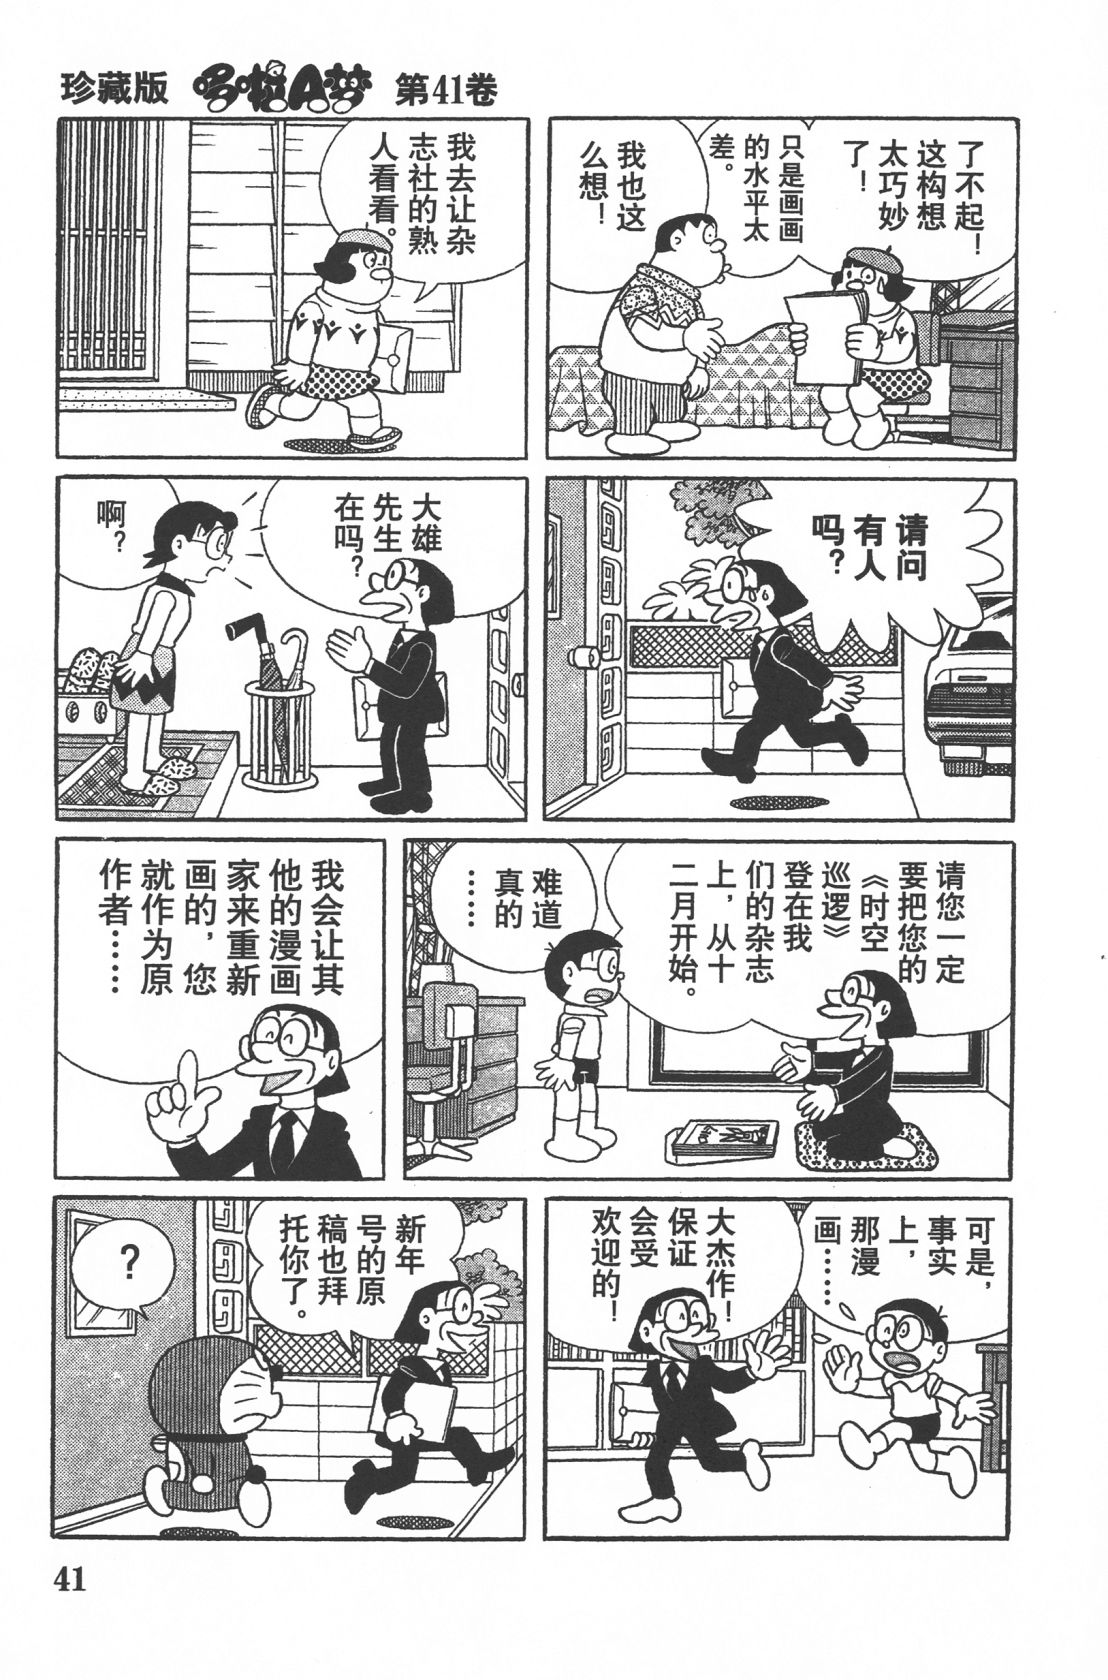 珍藏版 哆啦A梦 第41卷
了不起！
这构想
太巧妙
了！
只是画画
的水平太
差。
我也这
么想！
我去让杂
志社的熟
人看看。
请问
有人
吗？
大雄
先生
在吗？
啊？
请您一定
要把您的
《时空
巡逻》
登在我
们的杂志
上，从十
二月开始。
难道
真的
……
我会让其
他的漫画
家来重新
画的，您
就作为原
作者……
可是，
事实
上，
那漫
画……
大杰作！
保证
会受
欢迎的！
新年
号的原
稿也拜
托你了。
？
41